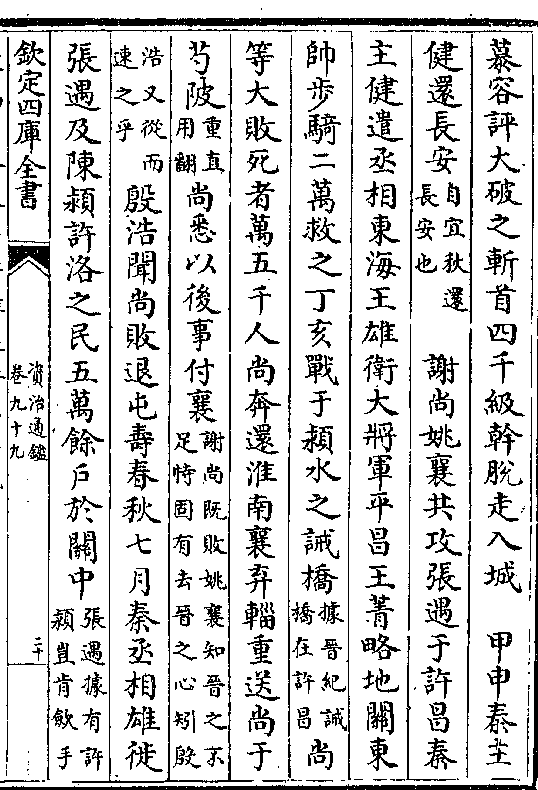 慕容評大破之斬首四千級幹脫走入城　甲申秦主
健還長安自宜秋還長安也　謝尚姚襄共攻張遇于許昌秦
主健遣丞相東海王雄衛大將軍平昌王菁略地關東
帥步騎二萬救之丁亥戰于潁水之誡橋據晉紀誡橋在許昌尚
等大敗死者萬五千人尚奔還淮南襄弃輜重送尚于
芍陂重直用翻尚悉以後事付襄謝尚既敗姚襄知晉之不足恃固有去晉之心矧殷
浩又從而速之乎殷浩聞尚敗退屯壽春秋七月秦丞相雄徙
張遇及陳潁許洛之民五萬餘戶於關中張遇據有許潁豈肯斂手
欽定四庫全書
資治通鑑
卷九十九
二十